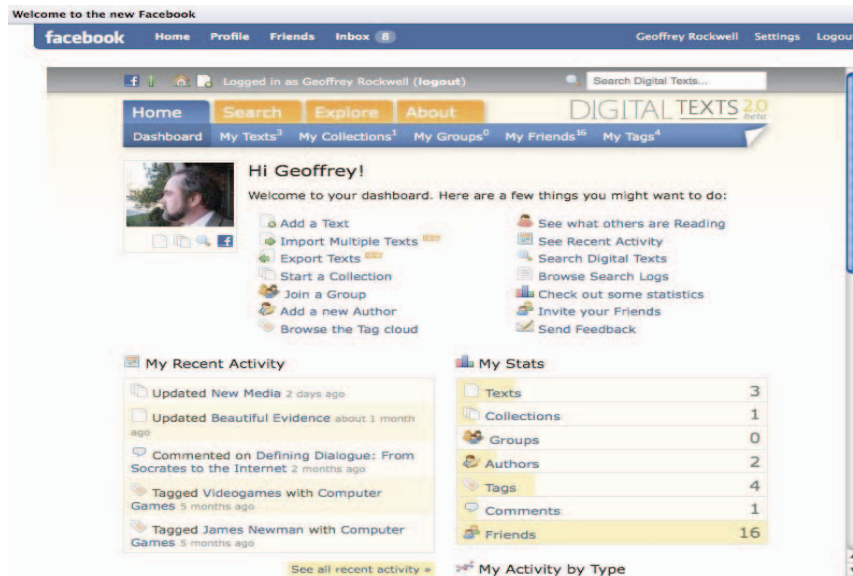 Welcome to the new Facebook
facebook Home Profile Friends Inbox 8 Geoffrey Rockwell Settings Logout
Logged in as Geoffrey Rockwell (logout) Search Digital Texts...
Home Search Explore About DIGITAL TEXTS 2.0 beta
Dashboard My Texts3 My Collections1 My Groups0 My Friends16 My Tags4
Hi Geoffrey!
Welcome to your dashboard. Here are a few things you might want to do:
Add a Text
Import Multiple Texts
Export Texts
Start a Collection
Join a Group
Add a new Author
Browse the Tag cloud
See what others are Reading
See Recent Activity
Search Digital Texts
Browse Search Logs
Check out some statistics
Invite your Friends
Send Feedback
My Recent Activity
Updated New Media 2 days ago
Updated Beautiful Evidence about 1 month
ago
Commented on Defining Dialogue: From
Socrates to the Internet 2 months ago
Tagged Videogames with Computer
Games 5 months ago
Tagged James Newman with Computer
Games 5 months ago
See all recent activity »
My Stats
Texts 3
Collections 1
Groups 0
Authors 2
Tags 4
Comments 1
Friends 16
My Activity by Type